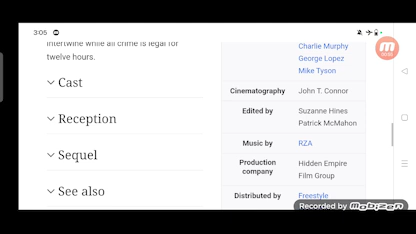 3:05
intertwine while all crime is legal for
twelve hours.
Cast
Reception
Sequel
See also
Charlie Murphy
George Lopez
Mike Tyson
Cinematography John T. Connor
Edited by Suzanne Hines
Patrick McMahon
Music by RZA
Production Hidden Empire
company Film Group
Distributed by Freestyle
Recorded by MOBIZEN